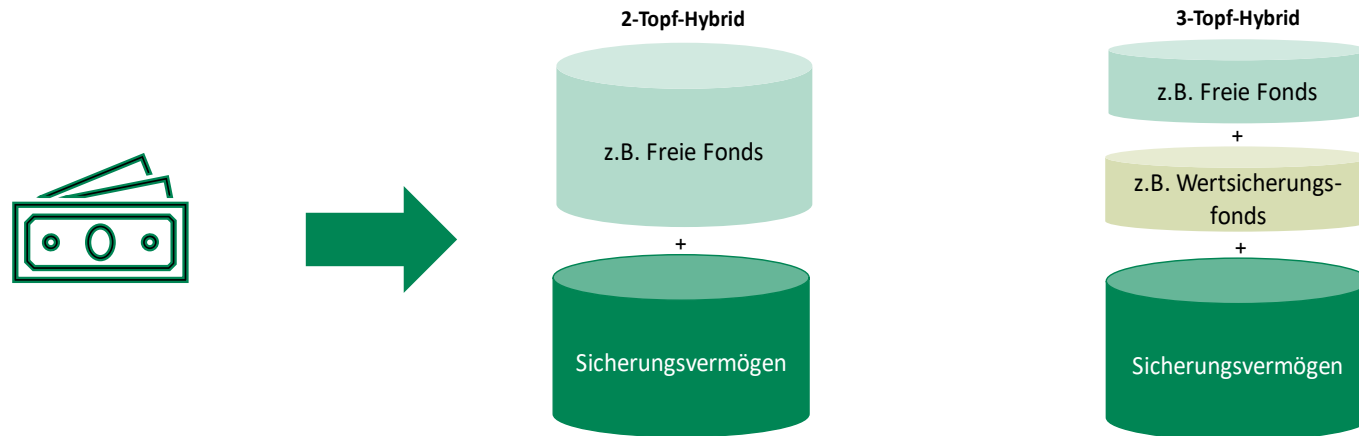 2-Topf-Hybrid
z.B. Freie Fonds
+
Sicherungsvermögen
3-Topf-Hybrid
z.B. Freie Fonds
+
z.B. Wertsicherungs-
fonds
+
Sicherungsvermögen